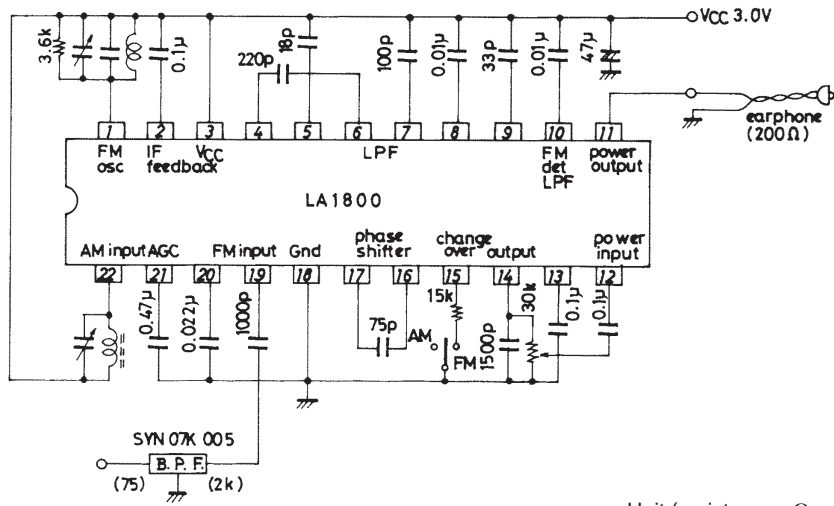 VCC 3.0V
3.6k
0.1μ
18p
220p
100p
0.01μ
33p
0.01μ
47μ
earphone
(200Ω)
1 2 3 4 5 6 7 8 9 10 11
FM osc
IF feedback
VCC
LPF
FM det LPF
power output
LA1800
AM input
AGC
FM input
Gnd
phase shifter
change over
output
power input
22 21 20 19 18 17 16 15 14 13 12
0.47μ
0.022μ
1000p
75p
15k
AM
FM
1500p
30k
0.1μ
0.1μ
SYN 07K 005
B. P. F.
(75)
(2k)